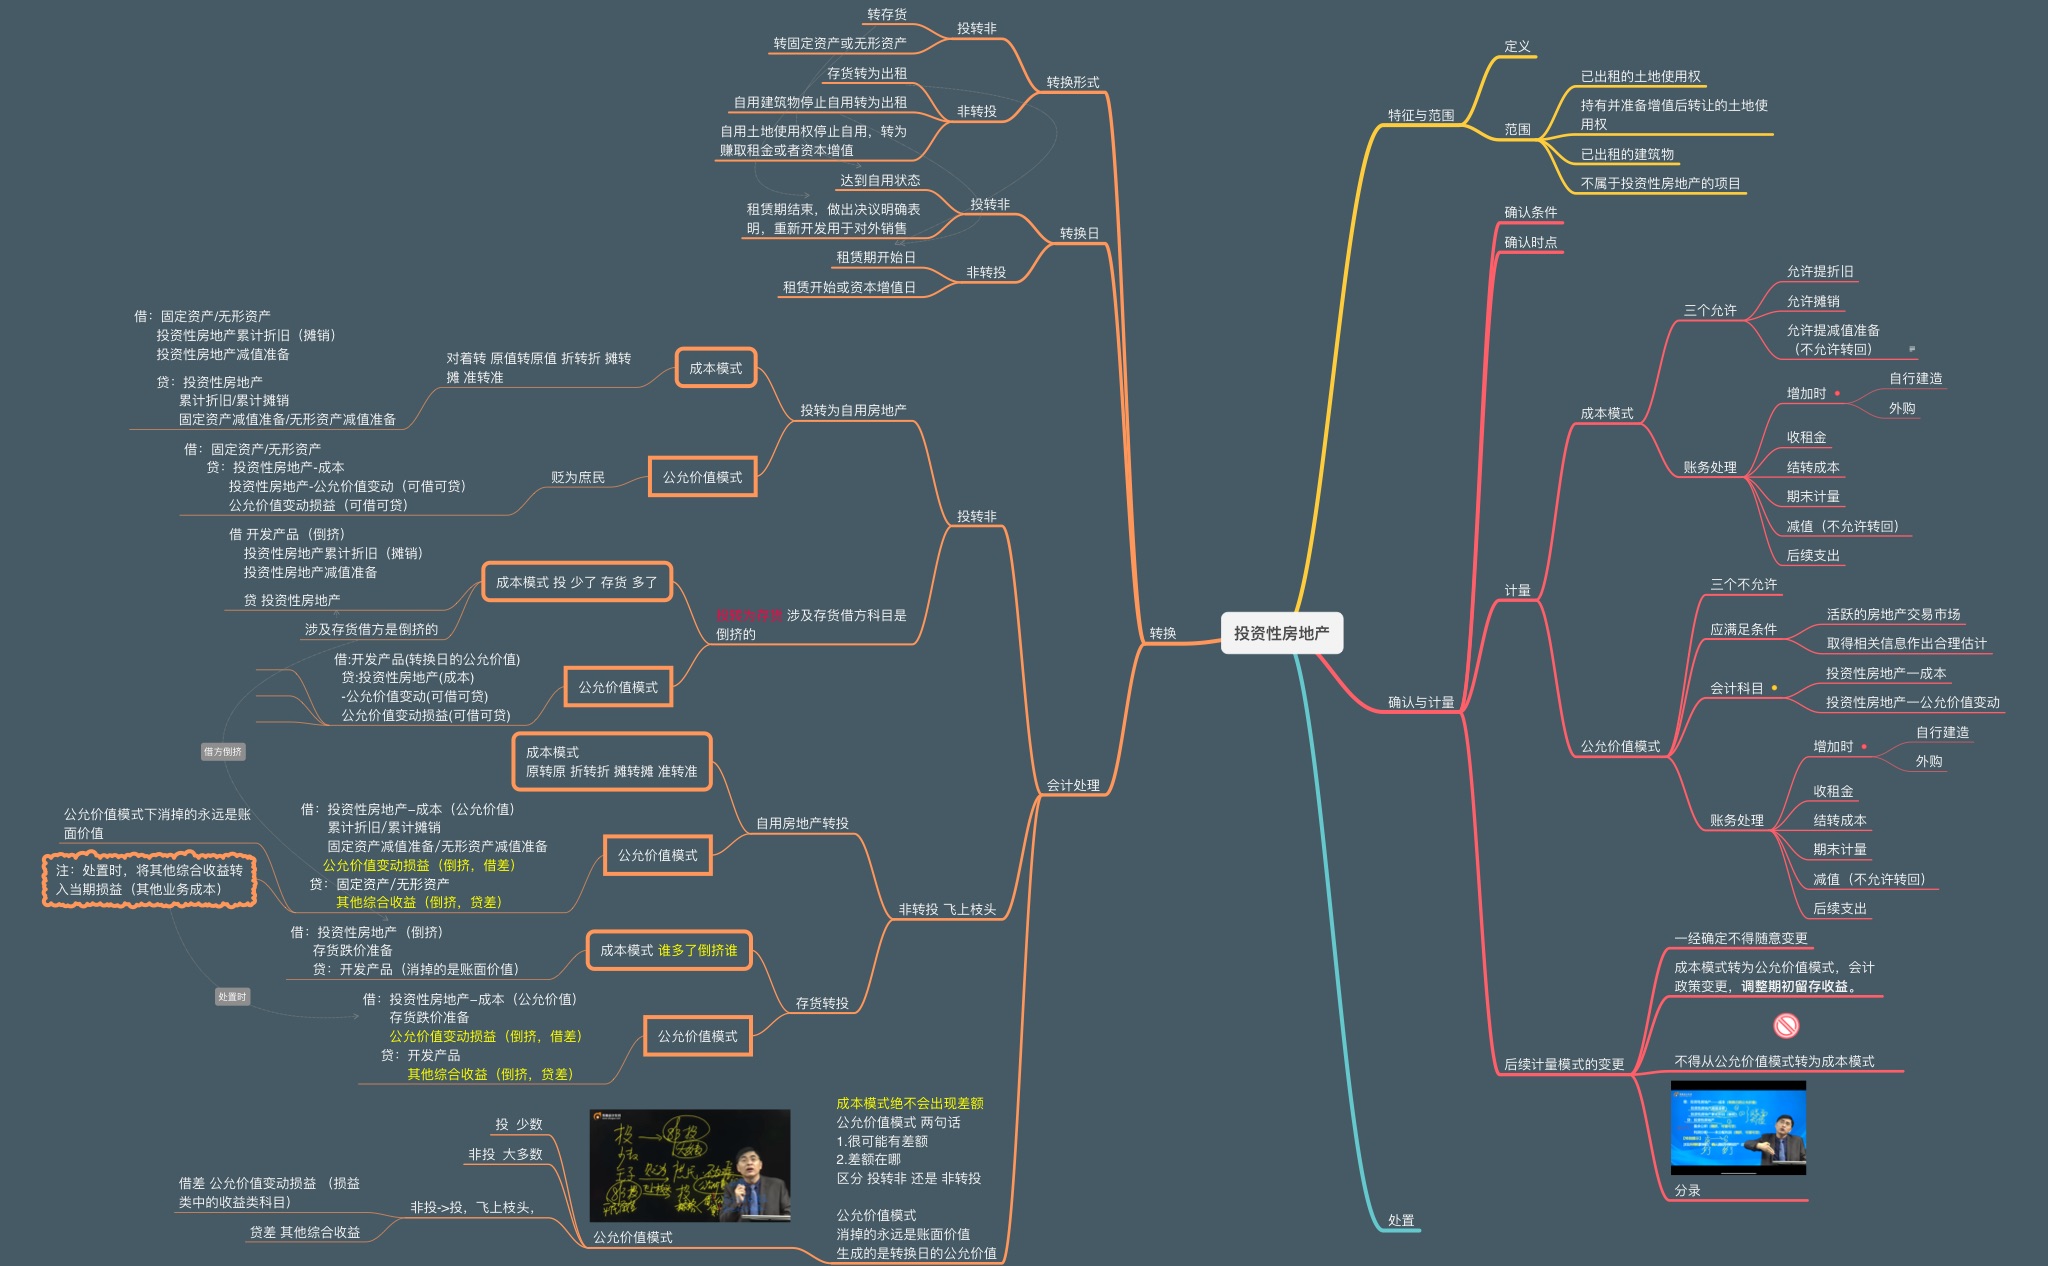 投资性房地产
特征与范围
定义
范围
已出租的土地使用权
持有并准备增值后转让的土地使
用权
已出租的建筑物
不属于投资性房地产的项目
确认与计量
确认条件
确认时点
计量
成本模式
三个允许
允许提折旧
允许摊销
允许提减值准备
（不允许转回）
账务处理
增加时
自行建造
外购
收租金
结转成本
期末计量
减值（不允许转回）
后续支出
公允价值模式
三个不允许
应满足条件
活跃的房地产交易市场
取得相关信息作出合理估计
会计科目
投资性房地产一成本
投资性房地产一公允价值变动
账务处理
增加时
自行建造
外购
收租金
结转成本
期末计量
减值（不允许转回）
后续支出
后续计量模式的变更
一经确定不得随意变更
成本模式转为公允价值模式，会计
政策变更，调整期初留存收益。
不得从公允价值模式转为成本模式
分录
处置
转换
转换形式
投转非
转存货
转固定资产或无形资产
非转投
存货转为出租
自用建筑物停止自用转为出租
自用土地使用权停止自用，转为
赚取租金或者资本增值
转换日
投转非
达到自用状态
租赁期结束，做出决议明确表
明，重新开发用于对外销售
非转投
租赁期开始日
租赁开始或资本增值日
会计处理
投转非
投转为自用房地产
成本模式
对着转 原值转原值 折转折 摊转
摊 准转准
借：固定资产/无形资产
投资性房地产累计折旧（摊销）
投资性房地产减值准备
贷：投资性房地产
累计折旧/累计摊销
固定资产减值准备/无形资产减值准备
公允价值模式
贬为庶民
借：固定资产/无形资产
贷：投资性房地产-成本
投资性房地产-公允价值变动（可借可贷）
公允价值变动损益（可借可贷）
投转为存货 涉及存货借方科目是
倒挤的
成本模式 投 少了 存货 多了
借 开发产品（倒挤）
投资性房地产累计折旧（摊销）
投资性房地产减值准备
贷 投资性房地产
涉及存货借方是倒挤的
公允价值模式
借:开发产品(转换日的公允价值)
贷:投资性房地产(成本)
-公允价值变动(可借可贷)
公允价值变动损益(可借可贷)
借方倒挤
非转投 飞上枝头
自用房地产转投
成本模式
原转原 折转折 摊转摊 准转准
公允价值模式
借：投资性房地产–成本（公允价值）
累计折旧/累计摊销
固定资产减值准备/无形资产减值准备
公允价值变动损益（倒挤，借差）
贷：固定资产/无形资产
其他综合收益（倒挤，贷差）
公允价值模式下消掉的永远是账
面价值
注：处置时，将其他综合收益转
入当期损益（其他业务成本）
处置时
存货转投
成本模式 谁多了倒挤谁
借：投资性房地产（倒挤）
存货跌价准备
贷：开发产品（消掉的是账面价值）
公允价值模式
借：投资性房地产–成本（公允价值）
存货跌价准备
公允价值变动损益（倒挤，借差）
贷：开发产品
其他综合收益（倒挤，贷差）
成本模式绝不会出现差额
公允价值模式 两句话
1.很可能有差额
2.差额在哪
区分 投转非 还是 非转投
公允价值模式
消掉的永远是账面价值
生成的是转换日的公允价值
公允价值模式
投 少数
非投 大多数
非投->投，飞上枝头，
借差 公允价值变动损益 （损益
类中的收益类科目）
贷差 其他综合收益